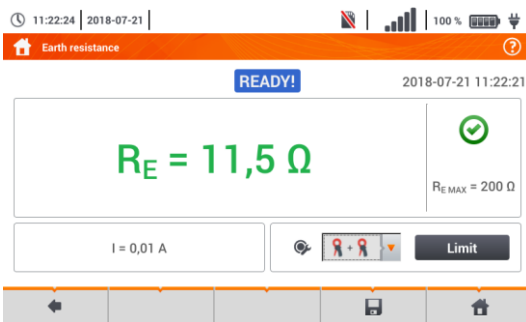 11:22:24 2018-07-21 100 %
Earth resistance ?
READY! 2018-07-21 11:22:21
RE = 11,5 Ω
RE MAX = 200 Ω
I = 0,01 A + Limit